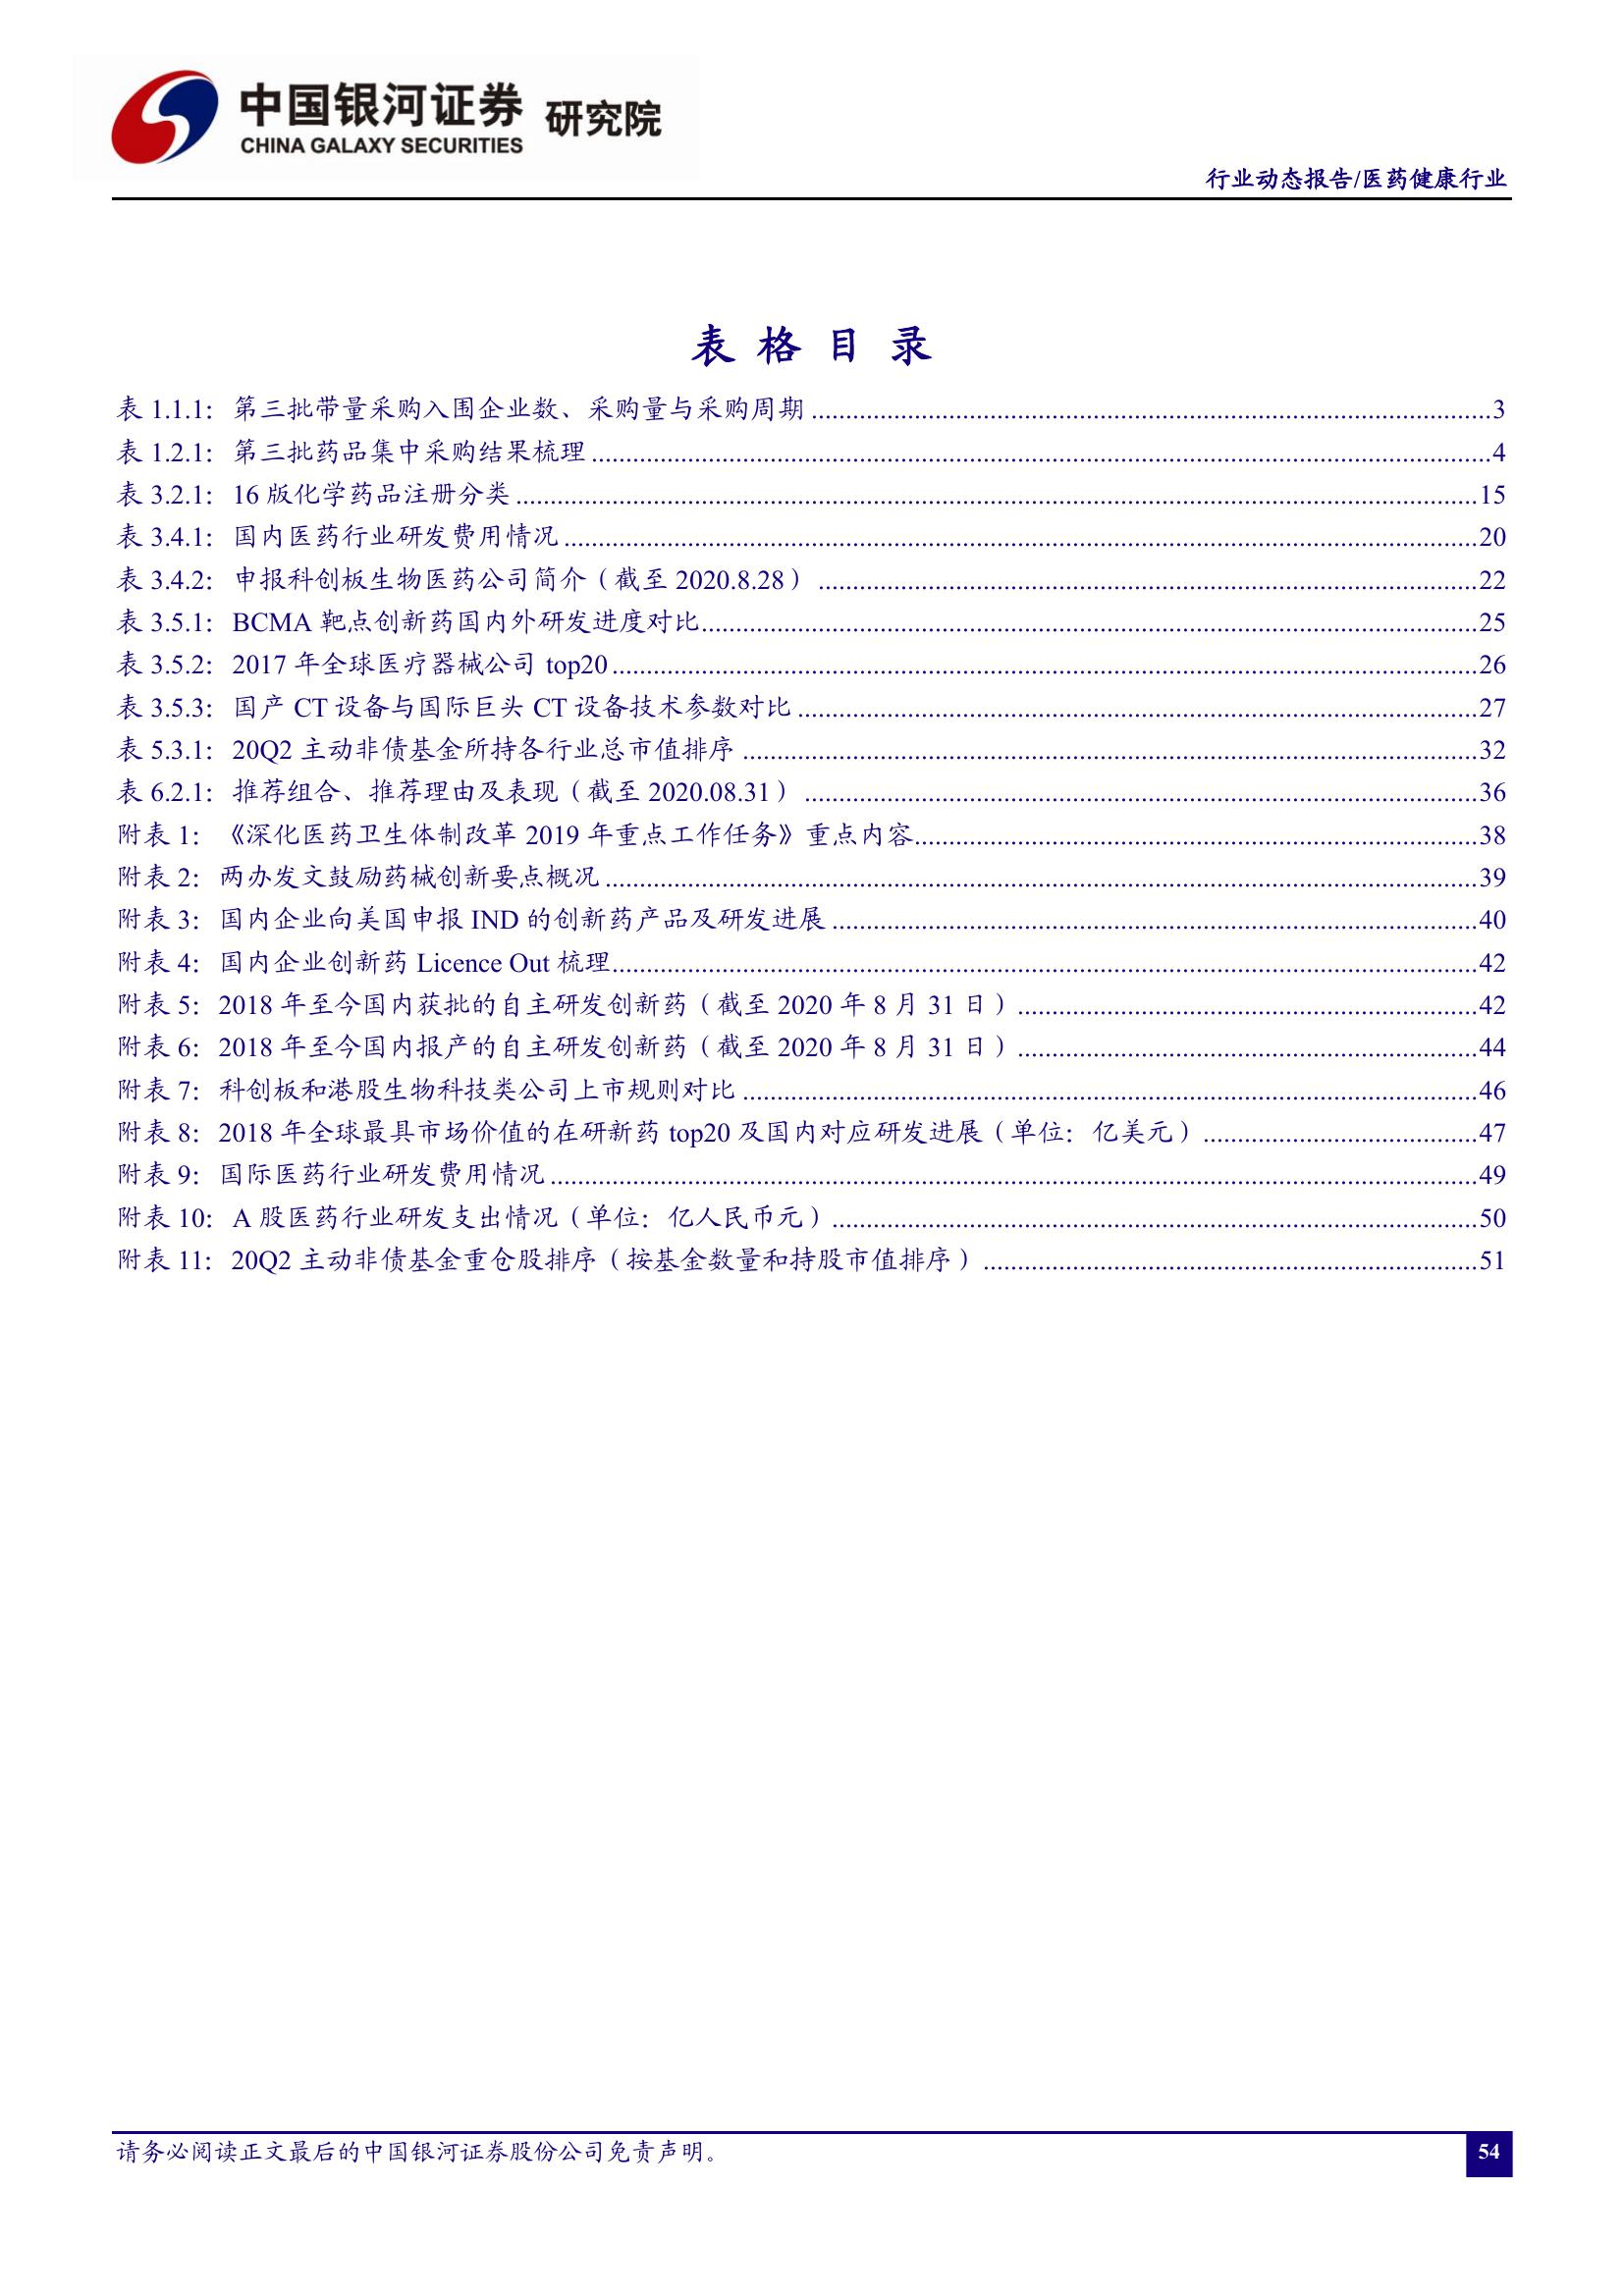 中国银河证券 研究院
CHINA GALAXY SECURITIES
行业动态报告/医药健康行业
表 格 目 录
表 1.1.1: 第三批带量采购入围企业数、采购量与采购周期 3
表 1.2.1: 第三批药品集中采购结果梳理 4
表 3.2.1: 16 版化学药品注册分类 15
表 3.4.1: 国内医药行业研发费用情况 20
表 3.4.2: 申报科创板生物医药公司简介（截至 2020.8.28） 22
表 3.5.1: BCMA 靶点创新药国内外研发进度对比 25
表 3.5.2: 2017 年全球医疗器械公司 top20 26
表 3.5.3: 国产 CT 设备与国际巨头 CT 设备技术参数对比 27
表 5.3.1: 20Q2 主动非债基金所持各行业总市值排序 32
表 6.2.1: 推荐组合、推荐理由及表现（截至 2020.08.31） 36
附表 1: 《深化医药卫生体制改革 2019 年重点工作任务》重点内容 38
附表 2: 两办发文鼓励药械创新要点概况 39
附表 3: 国内企业向美国申报 IND 的创新药产品及研发进展 40
附表 4: 国内企业创新药 Licence Out 梳理 42
附表 5: 2018 年至今国内获批的自主研发创新药（截至 2020 年 8 月 31 日） 42
附表 6: 2018 年至今国内报产的自主研发创新药（截至 2020 年 8 月 31 日） 44
附表 7: 科创板和港股生物科技类公司上市规则对比 46
附表 8: 2018 年全球最具市场价值的在研新药 top20 及国内对应研发进展（单位：亿美元） 47
附表 9: 国际医药行业研发费用情况 49
附表 10: A 股医药行业研发支出情况（单位：亿人民币元） 50
附表 11: 20Q2 主动非债基金重仓股排序（按基金数量和持股市值排序） 51
请务必阅读正文最后的中国银河证券股份公司免责声明。
54